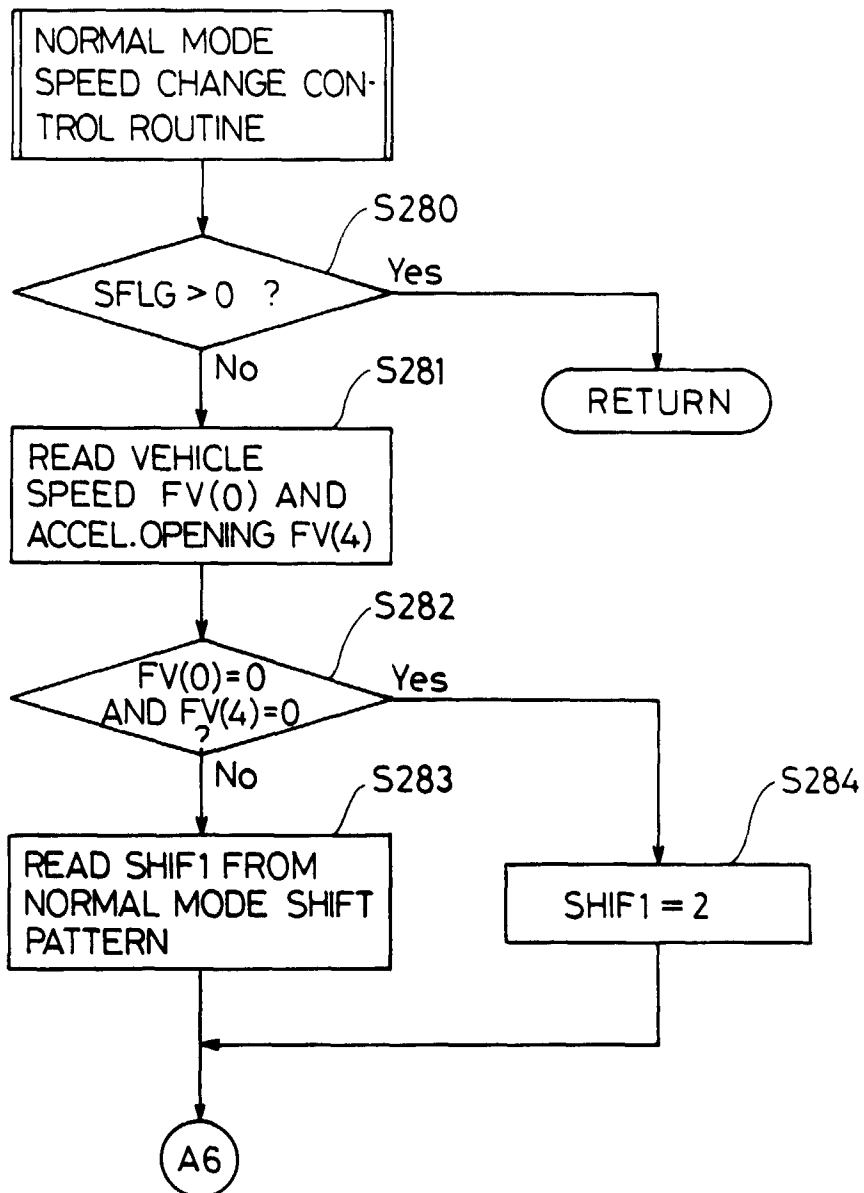 NORMAL MODE
SPEED CHANGE CON-
TROL ROUTINE
S280
SFLG > 0 ?
Yes
No
RETURN
S281
READ VEHICLE
SPEED FV(0) AND
ACCEL.OPENING FV(4)
S282
FV(0)=0
AND FV(4)=0
?
Yes
No
S283
READ SHIF1 FROM
NORMAL MODE SHIFT
PATTERN
S284
SHIF1 = 2
A6